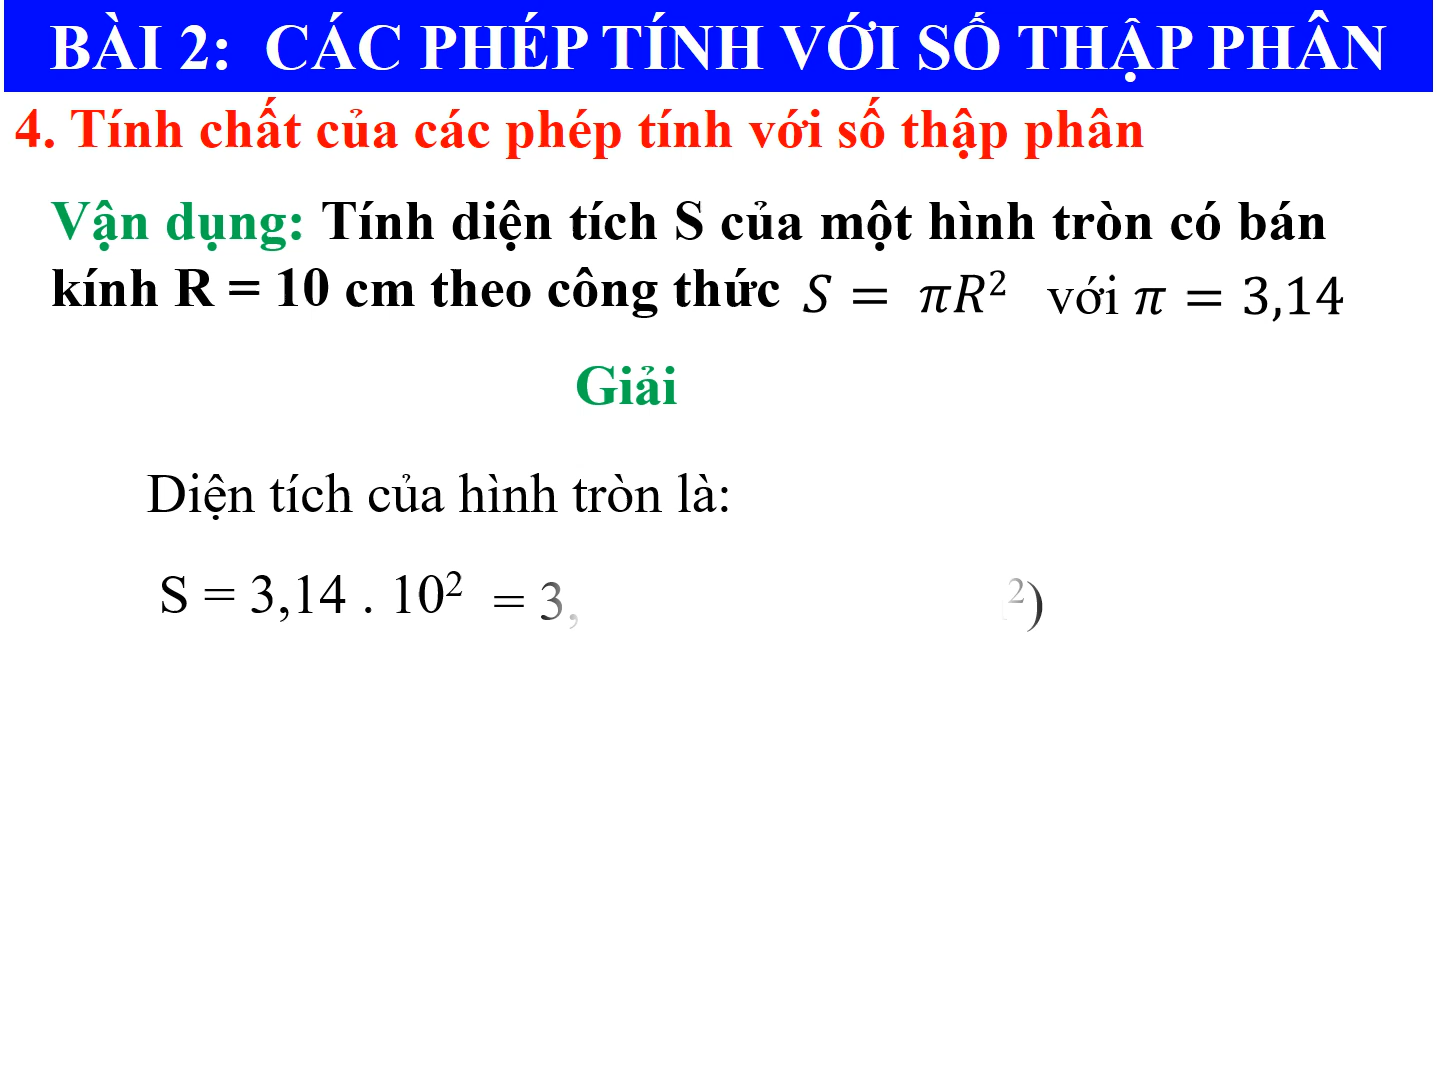 BÀI 2: CÁC PHÉP TÍNH VỚI SỐ THẬP PHÂN
4. Tính chất của các phép tính với số thập phân
Vận dụng: Tính diện tích S của một hình tròn có bán
kính R = 10 cm theo công thức S = πR² với π = 3,14
Giải
Diện tích của hình tròn là:
S = 3,14 . 10² = 3, ²)